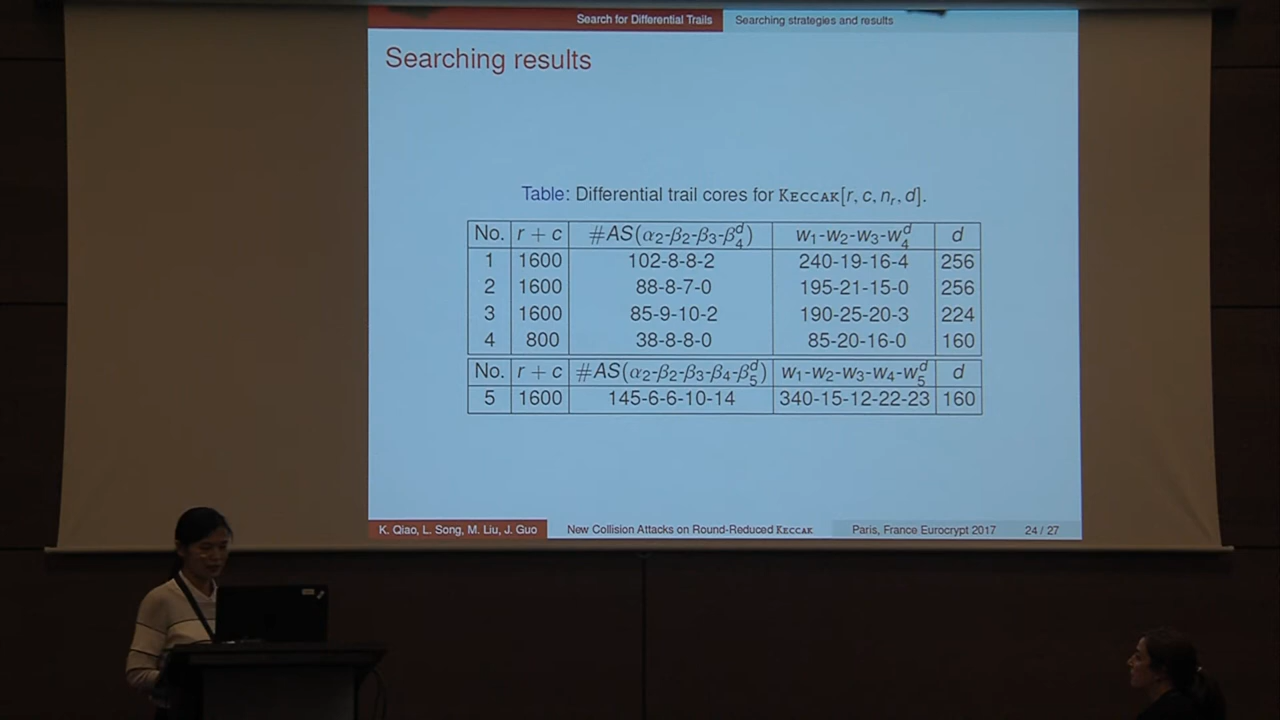 Search for Differential Trails Searching strategies and results
Searching results
Table: Differential trail cores for KECCAK[r, c, nᵣ, d].
No. r + c #AS(α₂-β₂-β₃-β₄ᵈ) w₁-w₂-w₃-w₄ᵈ d
1 1600 102-8-8-2 240-19-16-4 256
2 1600 88-8-7-0 195-21-15-0 256
3 1600 85-9-10-2 190-25-20-3 224
4 800 38-8-8-0 85-20-16-0 160
No. r + c #AS(α₂-β₂-β₃-β₄-β₅ᵈ) w₁-w₂-w₃-w₄-w₅ᵈ d
5 1600 145-6-6-10-14 340-15-12-22-23 160
K. Qiao, L. Song, M. Liu, J. Guo New Collision Attacks on Round-Reduced KECCAK Paris, France Eurocrypt 2017 24 / 27